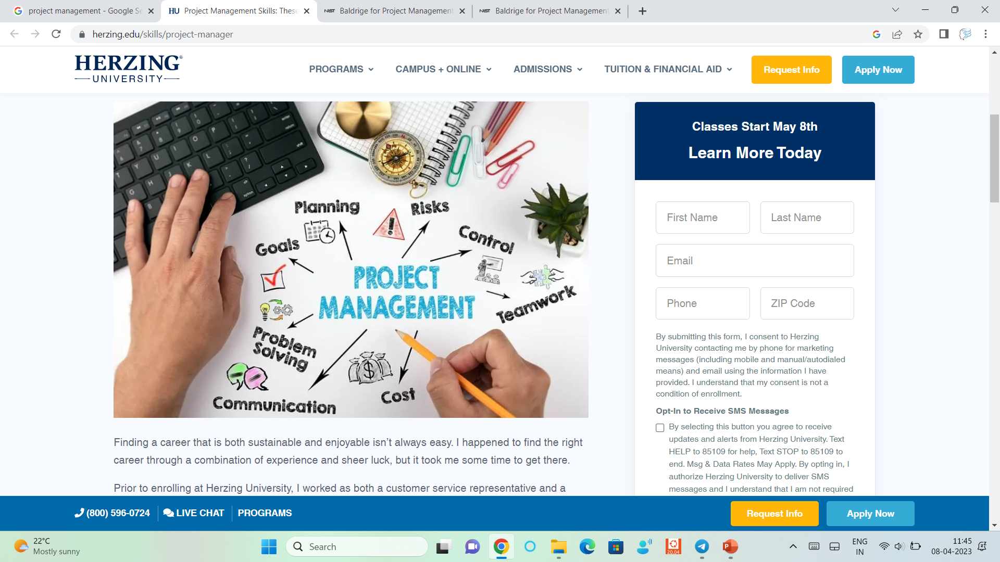 project management - Google Se
HU Project Management Skills: These
NIST Baldrige for Project Management
NIST Baldrige for Project Management
herzing.edu/skills/project-manager
HERZING®
UNIVERSITY
PROGRAMS
CAMPUS + ONLINE
ADMISSIONS
TUITION & FINANCIAL AID
Request Info
Apply Now
Planning
Risks
Control
Goals
PROJECT
MANAGEMENT
Teamwork
Problem
Solving
Communication
Cost
$
Classes Start May 8th
Learn More Today
First Name
Last Name
Email
Phone
ZIP Code
By submitting this form, I consent to Herzing
University contacting me by phone for marketing
messages (including mobile and manual/autodialed
means) and email using the information I have
provided. I understand that my consent is not a
condition of enrollment.
Opt-In to Receive SMS Messages
By selecting this button you agree to receive
updates and alerts from Herzing University. Text
HELP to 85109 for help, Text STOP to 85109 to
end. Msg & Data Rates May Apply. By opting in, I
authorize Herzing University to deliver SMS
messages and I understand that I am not required
Finding a career that is both sustainable and enjoyable isn’t always easy. I happened to find the right
career through a combination of experience and sheer luck, but it took me some time to get there.
Prior to enrolling at Herzing University, I worked as both a customer service representative and a
(800) 596-0724
LIVE CHAT
PROGRAMS
Request Info
Apply Now
22°C
Mostly sunny
Search
20.04
ENG
IN
11:45
08-04-2023